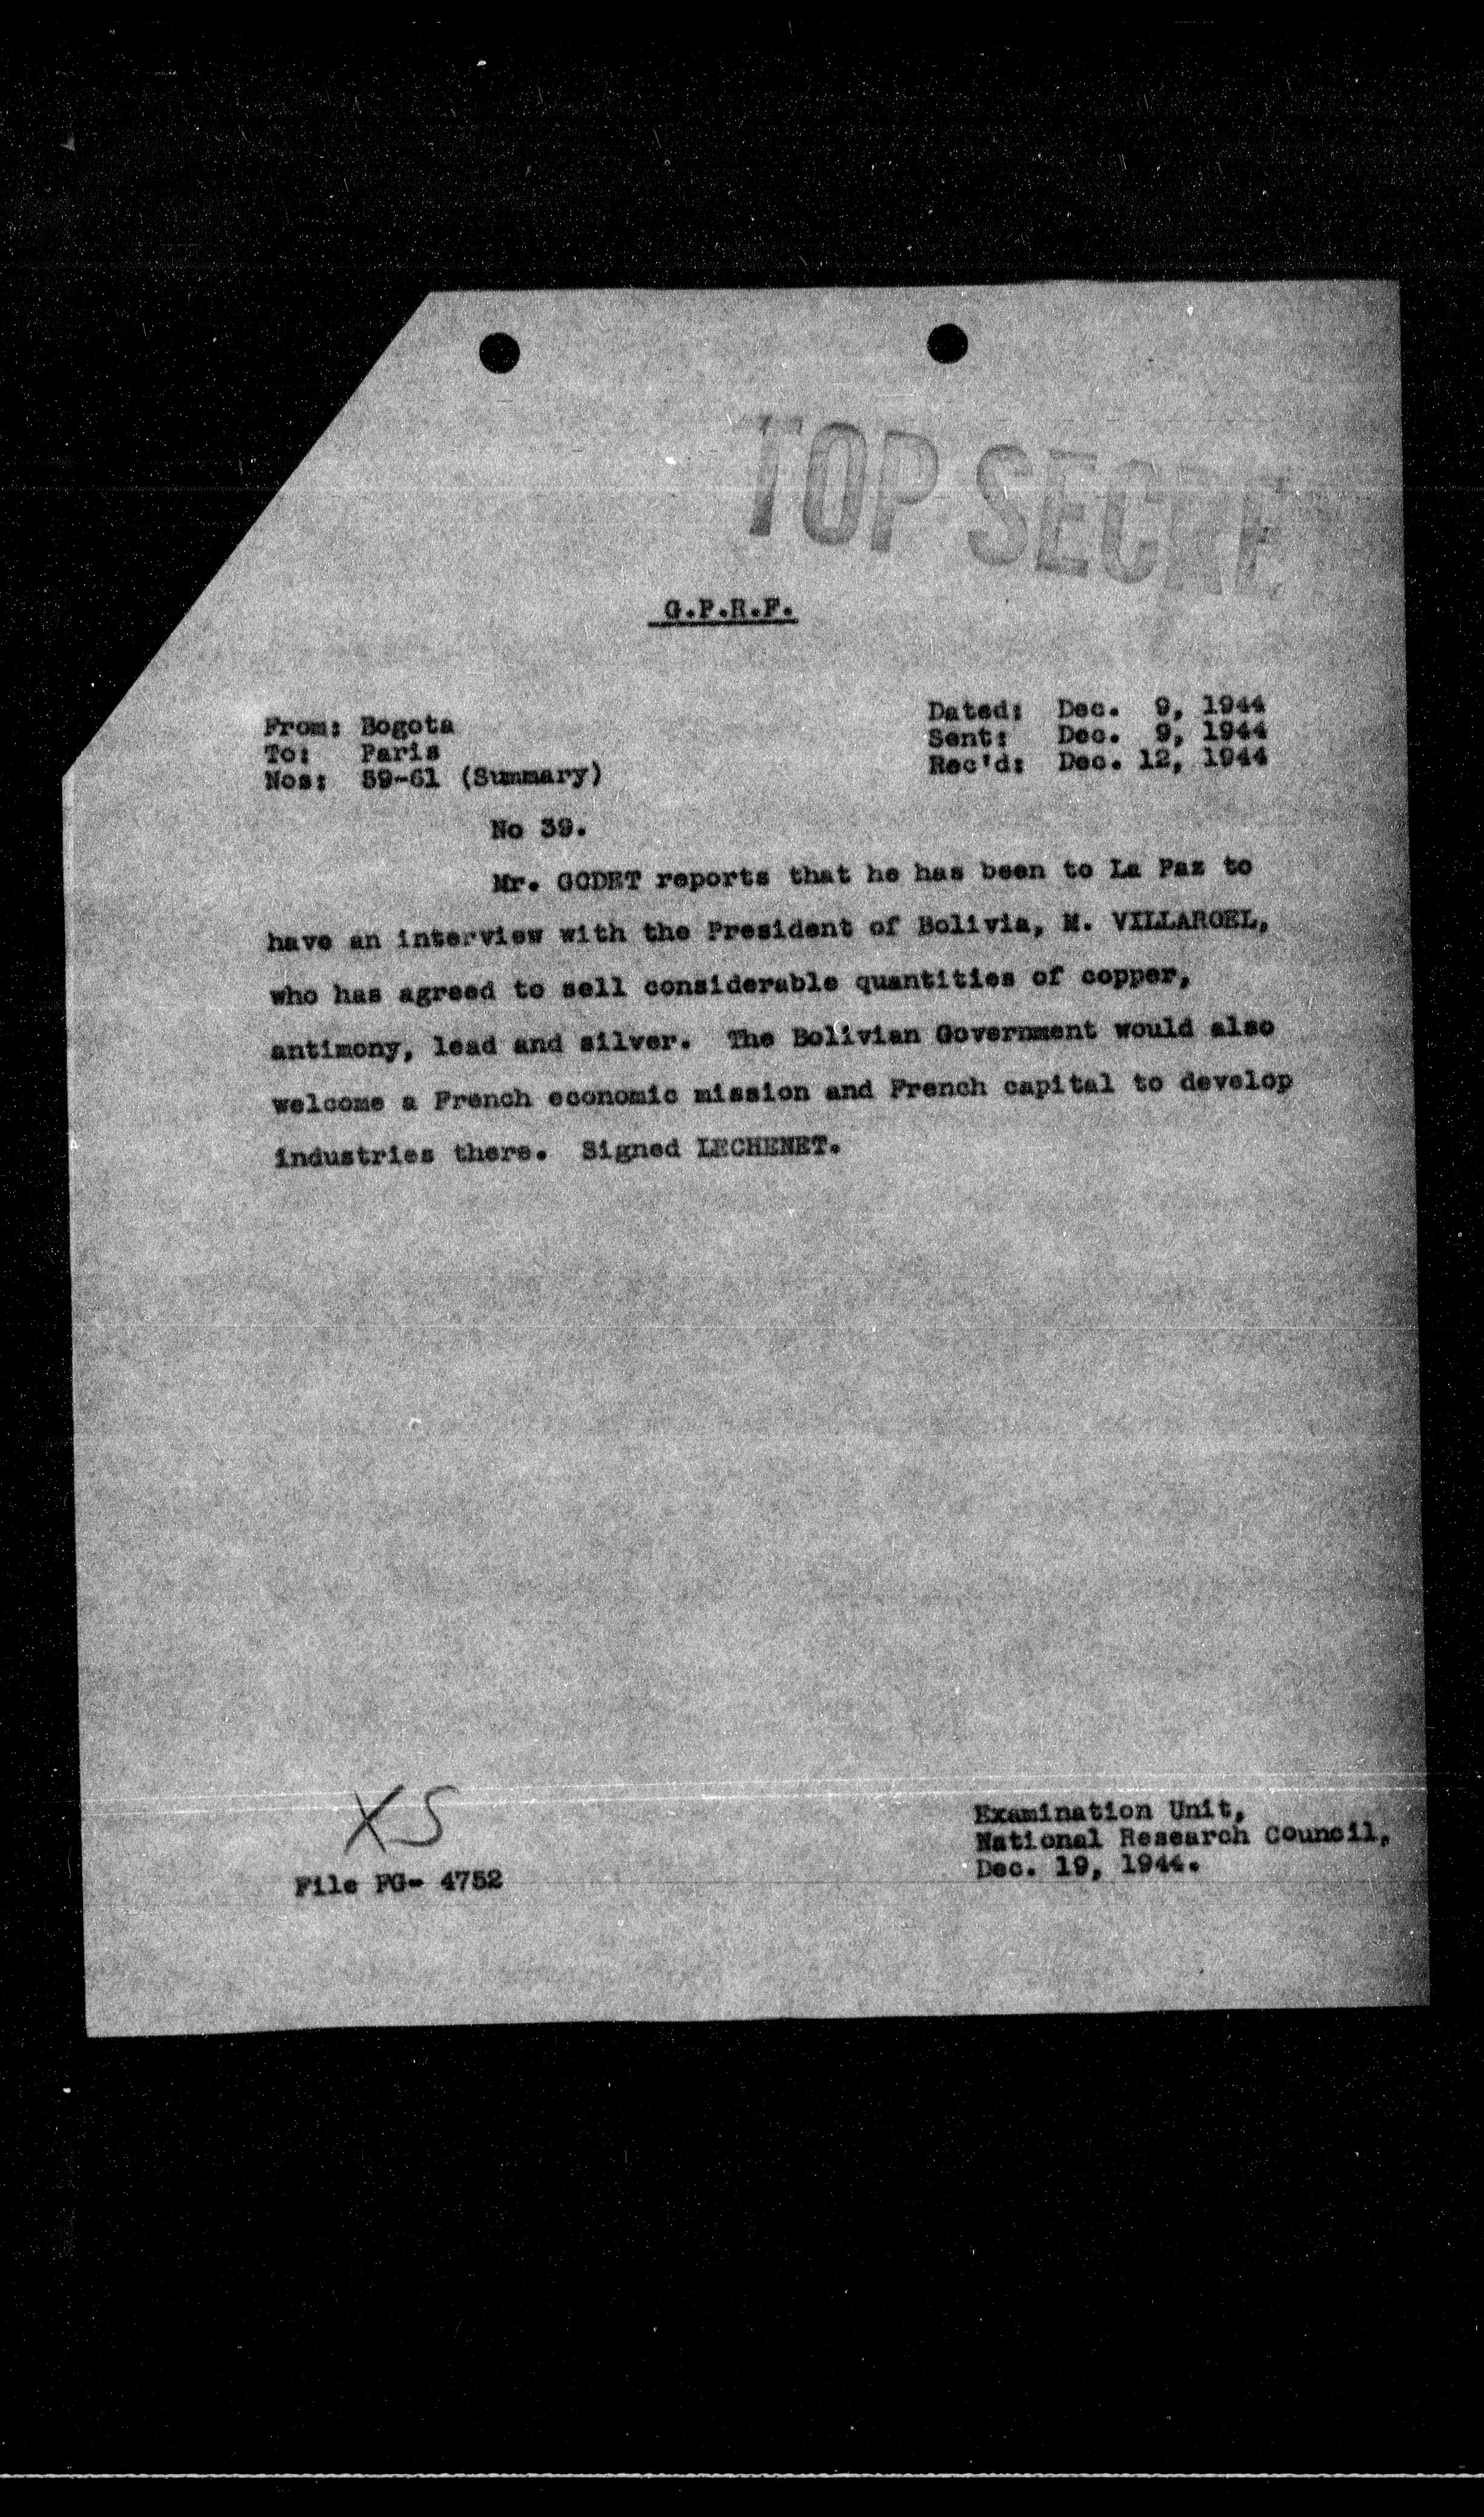 TOP SECRE
G.P.R.F.
From: Bogota
To: Paris
Nos: 59-61 (Summary)
Dated: Dec. 9, 1944
Sent: Dec. 9, 1944
Rec'd: Dec. 12, 1944
No 39.
Mr. GODET reports that he has been to La Paz to
have an interview with the President of Bolivia, M. VILLAROEL,
who has agreed to sell considerable quantities of copper,
antimony, lead and silver. The Bolivian Government would also
welcome a French economic mission and French capital to develop
industries there. Signed LECHENET.
XS
File FG- 4752
Examination Unit,
National Research Council,
Dec. 19, 1944.